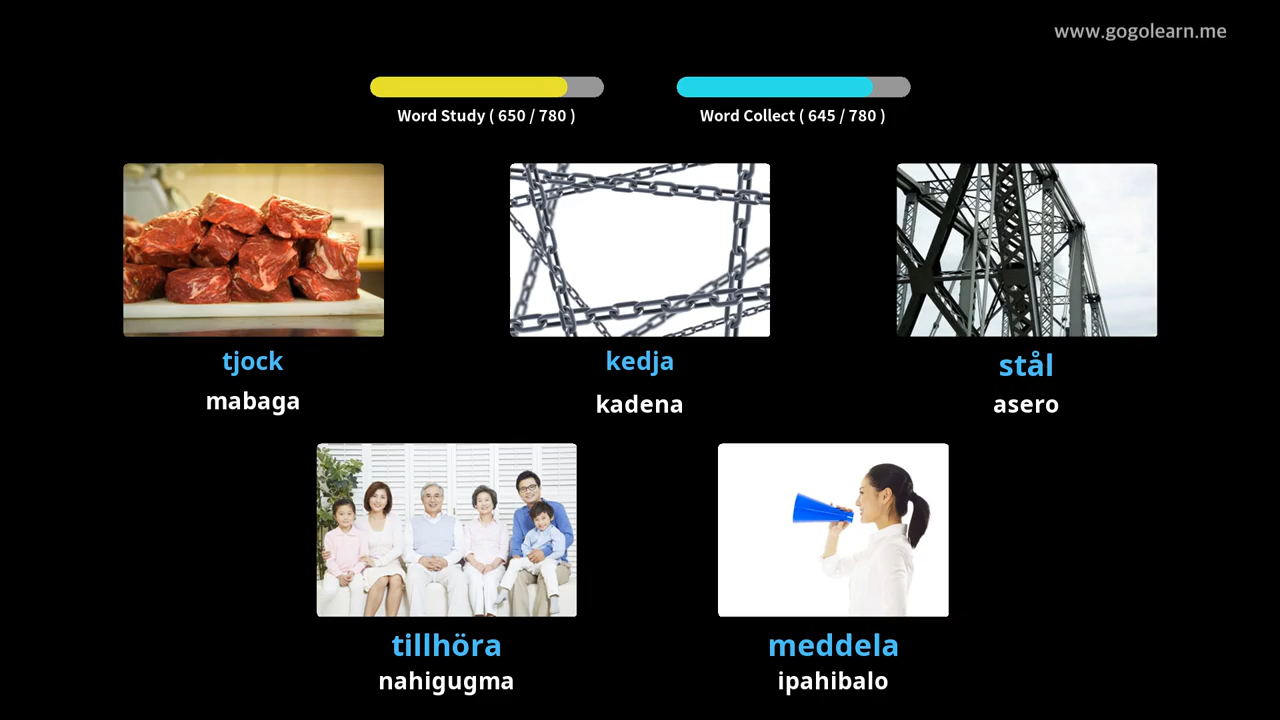 www.gogolearn.me
Word Study ( 650 / 780 )
Word Collect ( 645 / 780 )
tjock
mabaga
kedja
kadena
stål
asero
tillhöra
nahigugma
meddela
ipahibalo